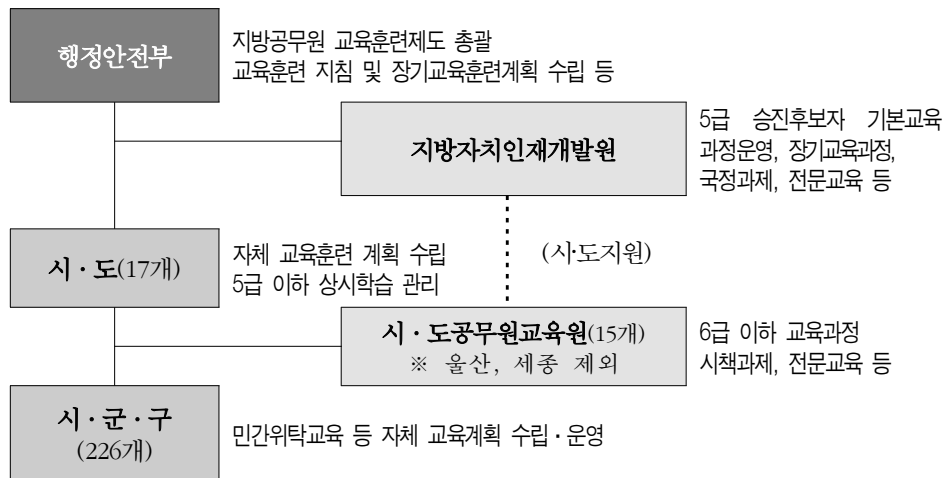 행정안전부
지방공무원 교육훈련제도 총괄
교육훈련 지침 및 장기교육훈련계획 수립 등
지방자치인재개발원
5급 승진후보자 기본교육
과정운영, 장기교육과정,
국정과제, 전문교육 등
시·도(17개)
자체 교육훈련 계획 수립
5급 이하 상시학습 관리
(시·도지원)
시·도공무원교육원(15개)
※ 울산, 세종 제외
6급 이하 교육과정
시책과제, 전문교육 등
시·군·구
(226개)
민간위탁교육 등 자체 교육계획 수립·운영